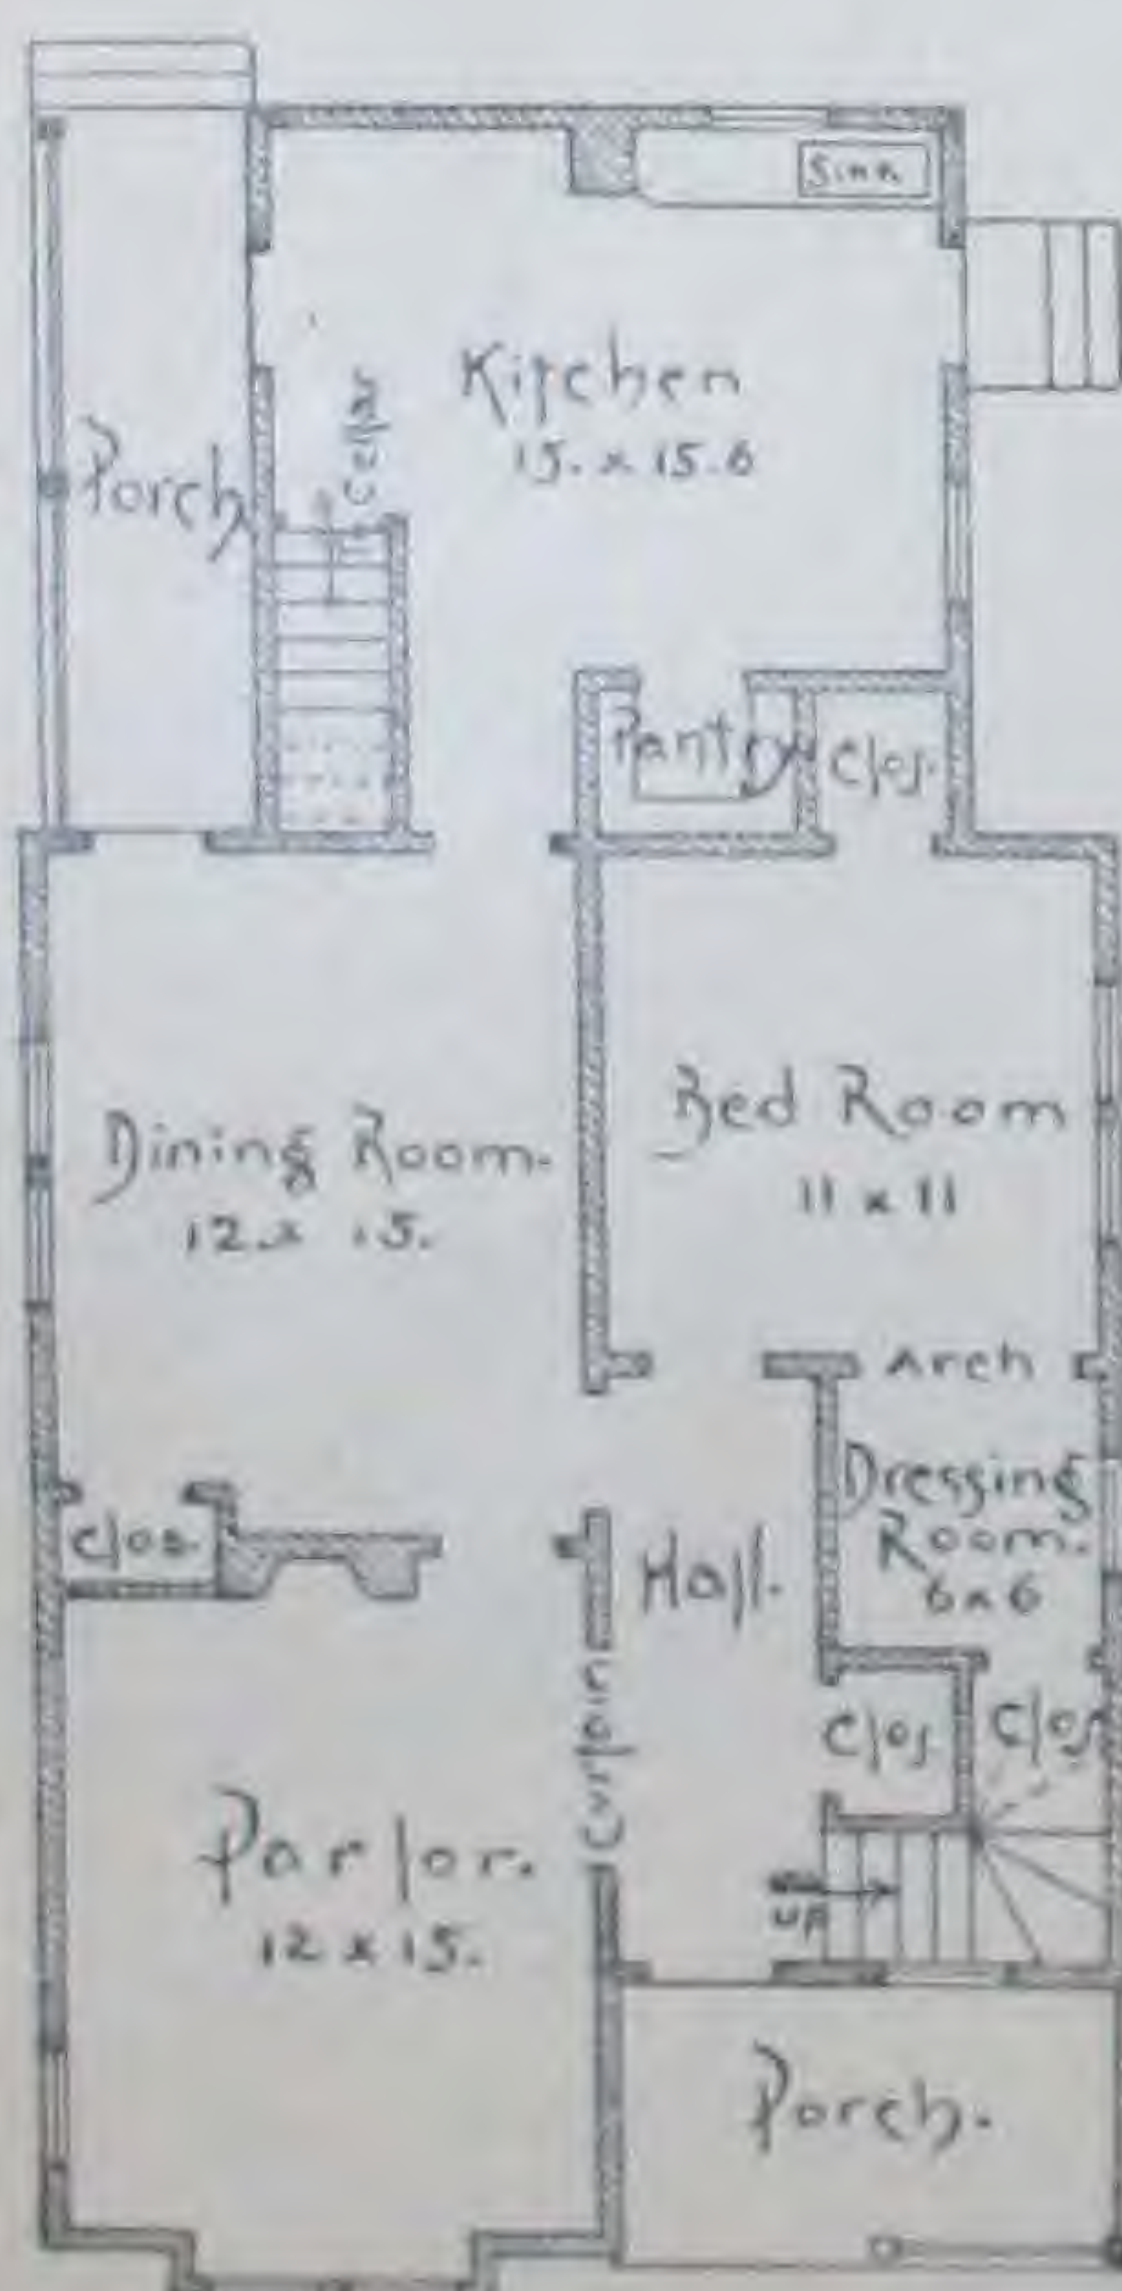 Sink
Kitchen
15. x 15.6
Cellar
Porch
Pantry
Clos.
Bed Room
11 x 11
Dining Room.
12 x 15.
Arch
Dressing
Room.
6 x 6
Clos.
Hall.
Curtain
Clos
Clos
Parlor.
12 x 15.
UP
Porch.